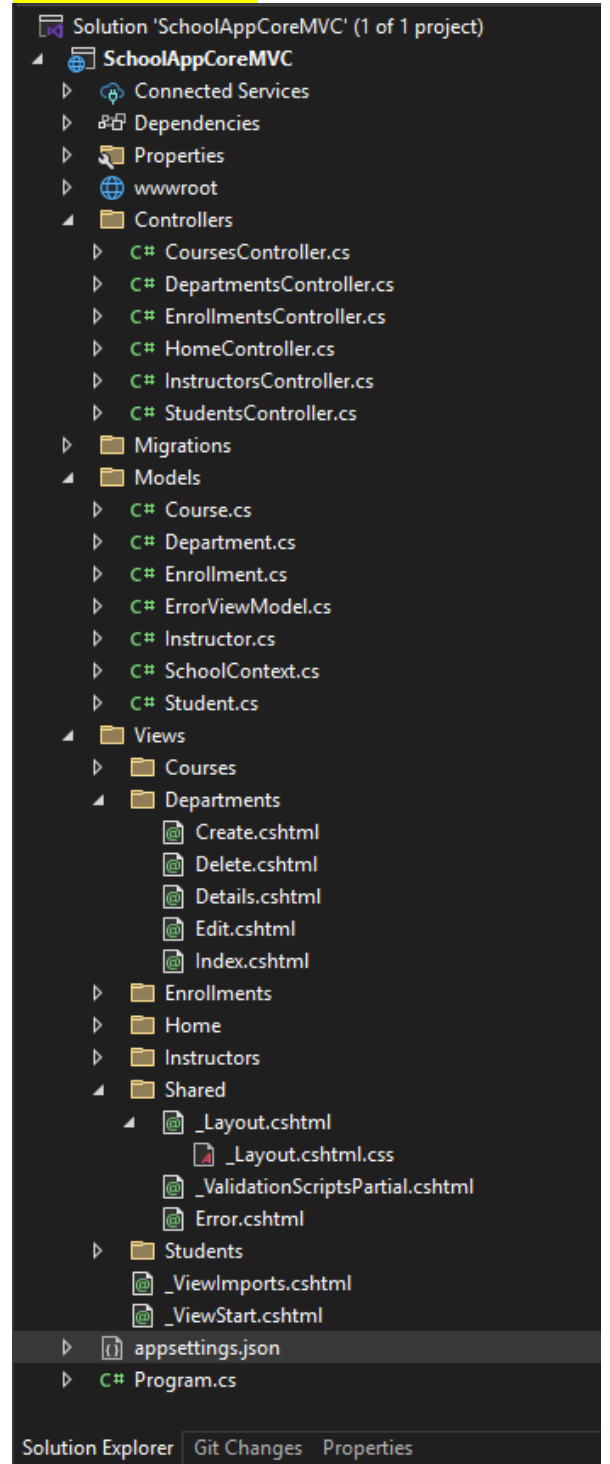 Solution 'SchoolAppCoreMVC' (1 of 1 project)
SchoolAppCoreMVC
Connected Services
Dependencies
Properties
wwwroot
Controllers
C# CoursesController.cs
C# DepartmentsController.cs
C# EnrollmentsController.cs
C# HomeController.cs
C# InstructorsController.cs
C# StudentsController.cs
Migrations
Models
C# Course.cs
C# Department.cs
C# Enrollment.cs
C# ErrorViewModel.cs
C# Instructor.cs
C# SchoolContext.cs
C# Student.cs
Views
Courses
Departments
Create.cshtml
Delete.cshtml
Details.cshtml
Edit.cshtml
Index.cshtml
Enrollments
Home
Instructors
Shared
_Layout.cshtml
_Layout.cshtml.css
_ValidationScriptsPartial.cshtml
Error.cshtml
Students
_ViewImports.cshtml
_ViewStart.cshtml
appsettings.json
C# Program.cs
Solution Explorer Git Changes Properties